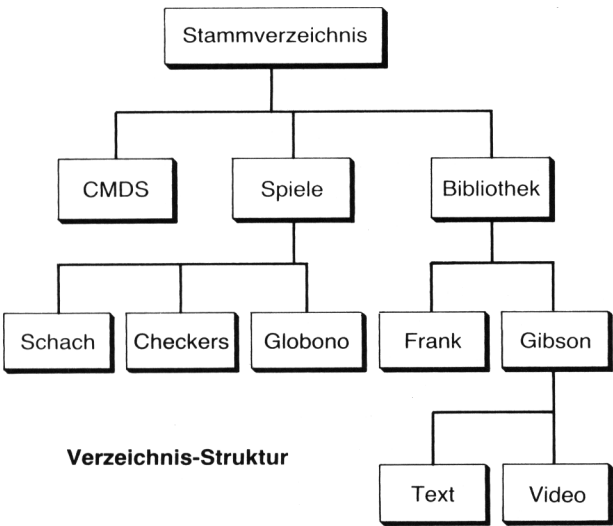 Stammverzeichnis
CMDS
Spiele
Bibliothek
Schach
Checkers
Globono
Frank
Gibson
Verzeichnis-Struktur
Text
Video